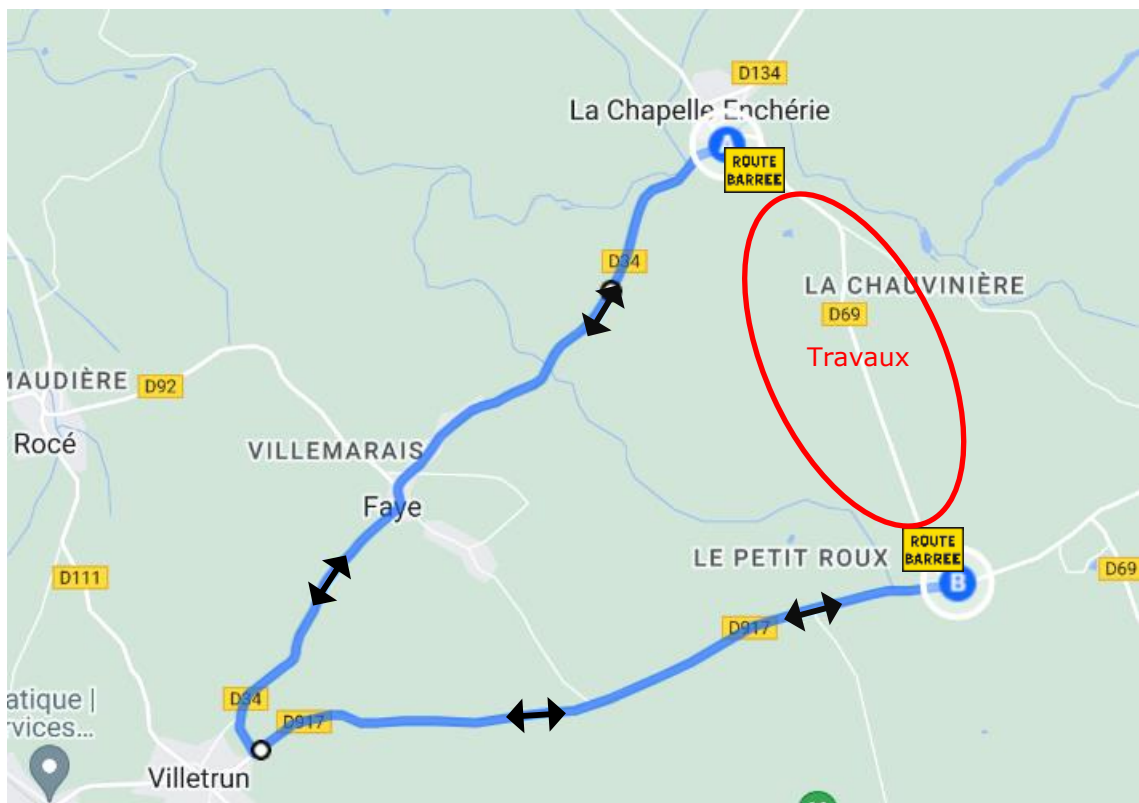 D134
La Chapelle-Enchérie
A
ROUTE
BARREE
D34
LA CHAUVINIÈRE
D69
Travaux
MAUDIÈRE
D92
Rocé
VILLEMARAIS
Faye
ROUTE
BARREE
LE PETIT ROUX
D69
B
D111
D917
atique |
rvices...
D34
D917
Villetrun